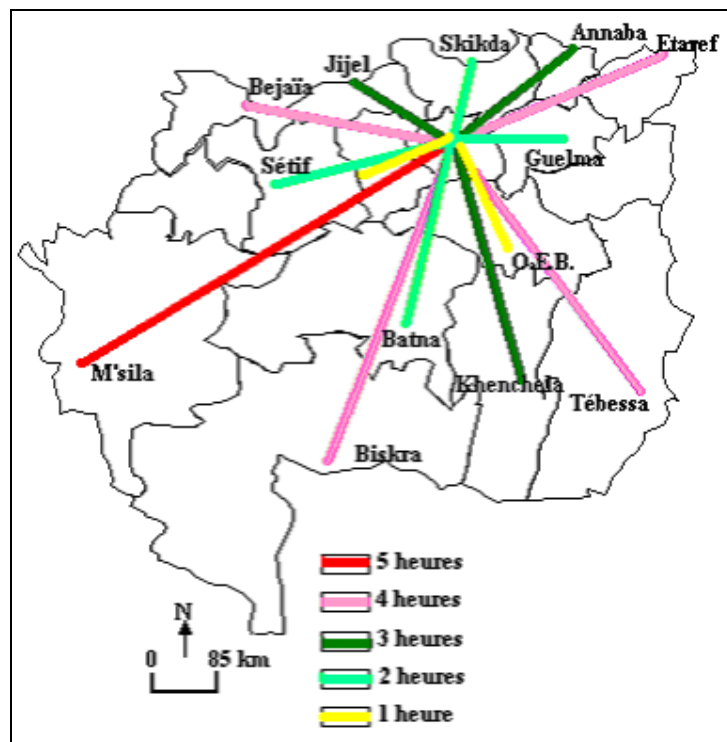 Annaba
Skikda
Etaref
Jijel
Bejaïa
Sétif
Guelma
O.E.B.
Batna
M'sila
Khenchela
Tébessa
Biskra
5 heures
4 heures
N
3 heures
0 85 km
2 heures
1 heure